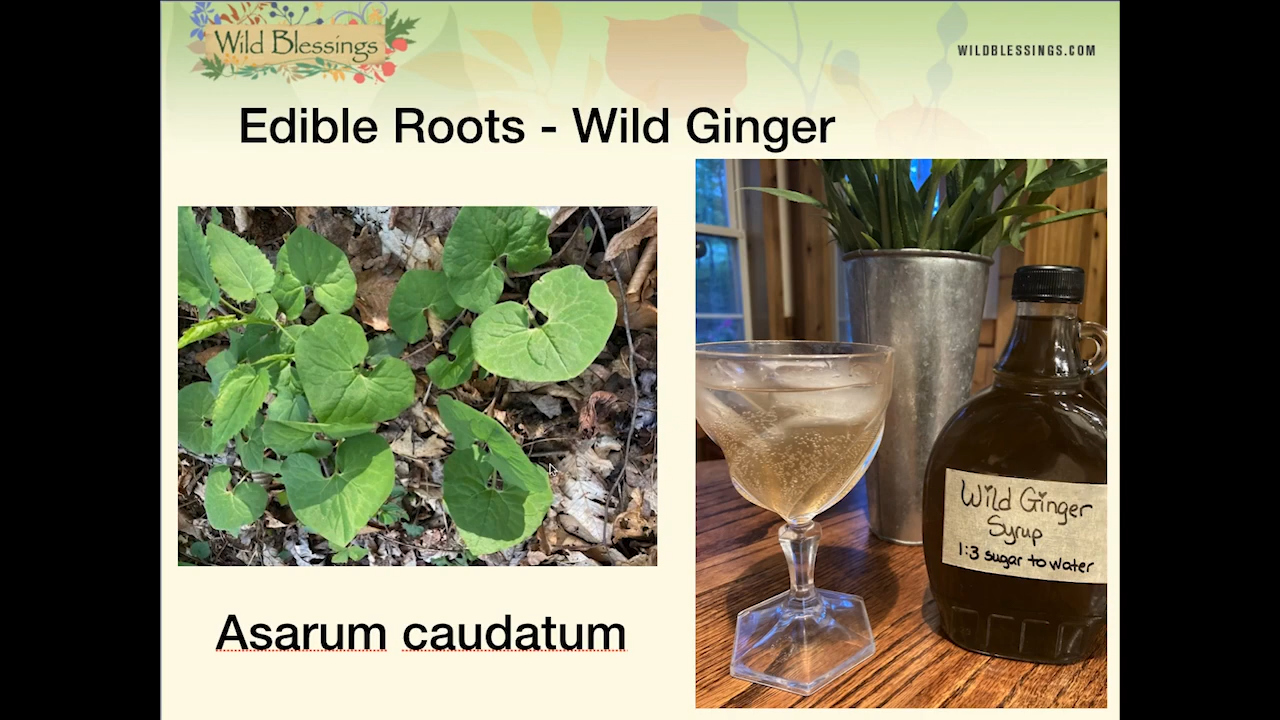 Wild Blessings
WILDBLESSINGS.COM
Edible Roots - Wild Ginger
Wild Ginger
Syrup
1:3 sugar to water
Asarum caudatum